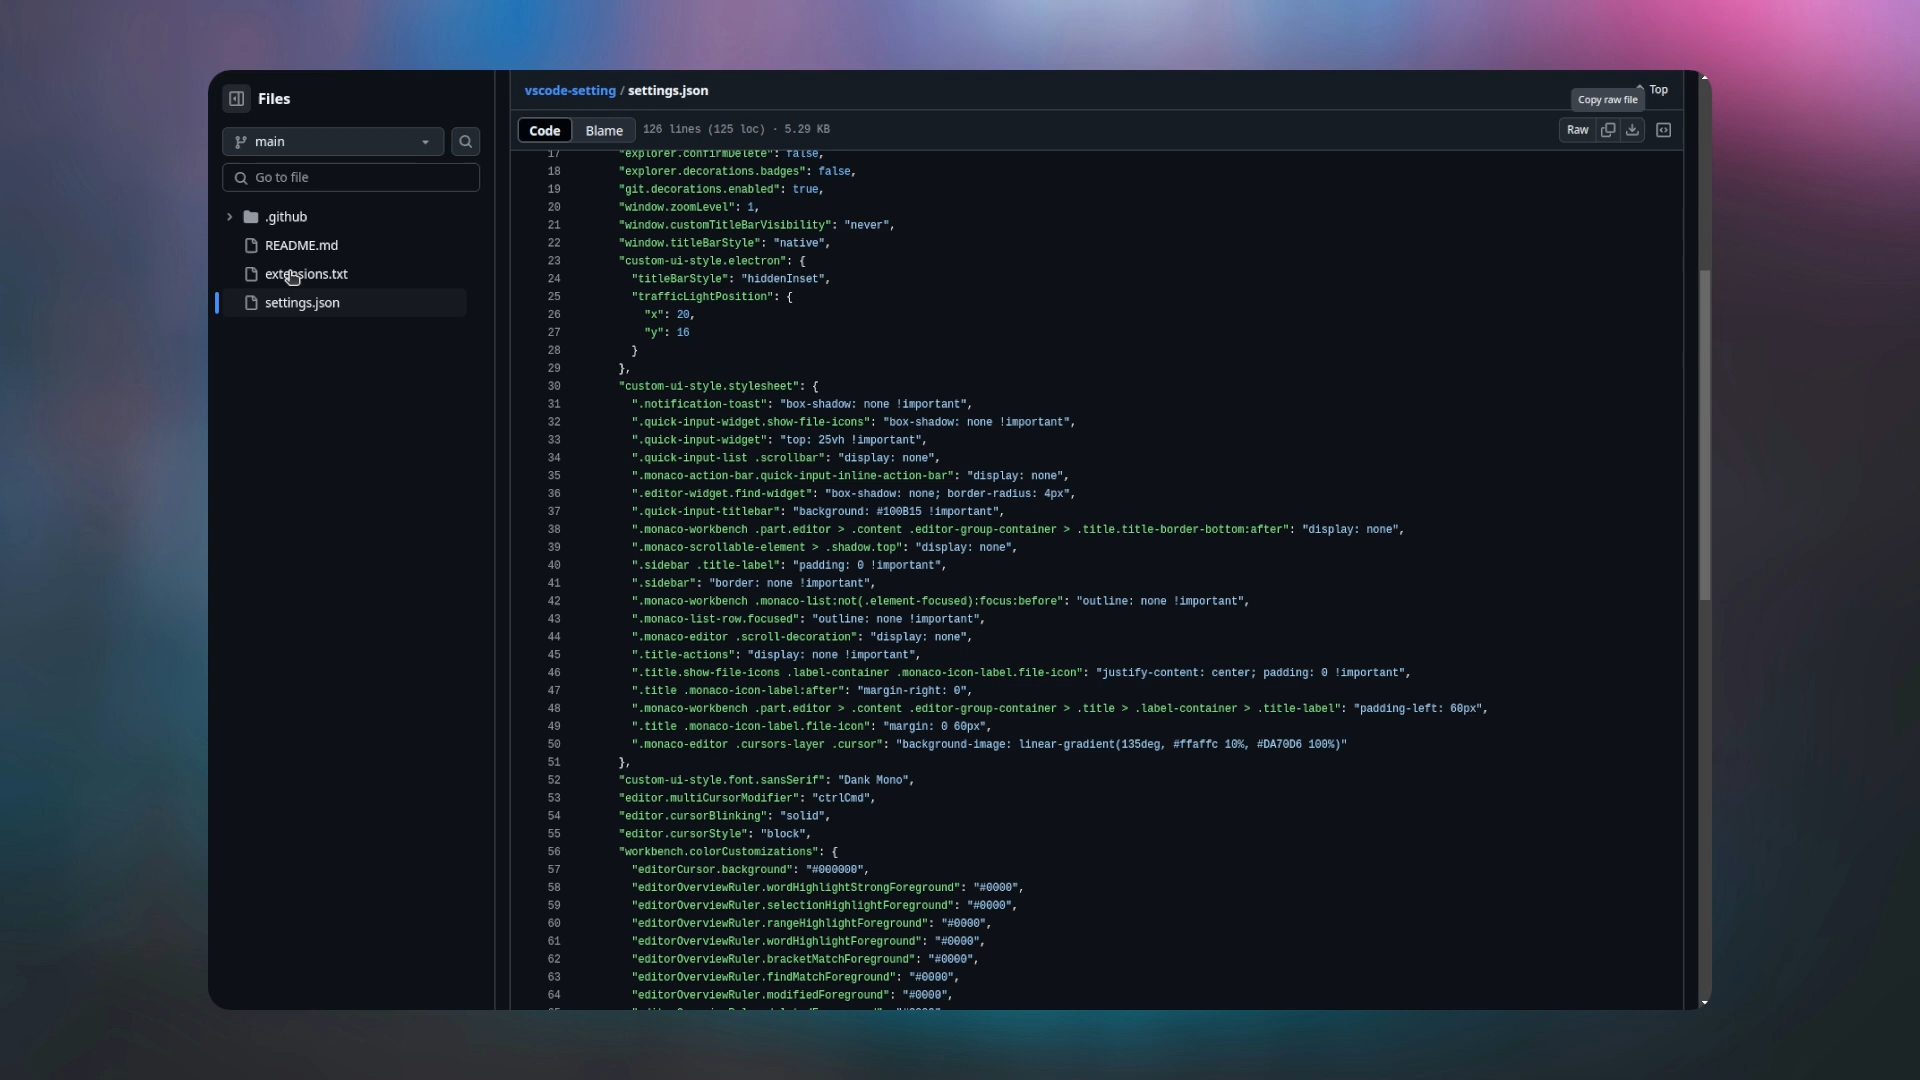 Files
main
Go to file
.github
README.md
extensions.txt
settings.json
vscode-setting / settings.json
Top
Copy raw file
Code Blame 126 lines (125 loc) · 5.29 KB Raw
17 "explorer.confirmDelete": false,
18 "explorer.decorations.badges": false,
19 "git.decorations.enabled": true,
20 "window.zoomLevel": 1,
21 "window.customTitleBarVisibility": "never",
22 "window.titleBarStyle": "native",
23 "custom-ui-style.electron": {
24 "titleBarStyle": "hiddenInset",
25 "trafficLightPosition": {
26 "x": 20,
27 "y": 16
28 }
29 },
30 "custom-ui-style.stylesheet": {
31 ".notification-toast": "box-shadow: none !important",
32 ".quick-input-widget.show-file-icons": "box-shadow: none !important",
33 ".quick-input-widget": "top: 25vh !important",
34 ".quick-input-list .scrollbar": "display: none",
35 ".monaco-action-bar.quick-input-inline-action-bar": "display: none",
36 ".editor-widget.find-widget": "box-shadow: none; border-radius: 4px",
37 ".quick-input-titlebar": "background: #100B15 !important",
38 ".monaco-workbench .part.editor > .content .editor-group-container > .title.title-border-bottom:after": "display: none",
39 ".monaco-scrollable-element > .shadow.top": "display: none",
40 ".sidebar .title-label": "padding: 0 !important",
41 ".sidebar": "border: none !important",
42 ".monaco-workbench .monaco-list:not(.element-focused):focus:before": "outline: none !important",
43 ".monaco-list-row.focused": "outline: none !important",
44 ".monaco-editor .scroll-decoration": "display: none",
45 ".title-actions": "display: none !important",
46 ".title.show-file-icons .label-container .monaco-icon-label.file-icon": "justify-content: center; padding: 0 !important",
47 ".title .monaco-icon-label:after": "margin-right: 0",
48 ".monaco-workbench .part.editor > .content .editor-group-container > .title > .label-container > .title-label": "padding-left: 60px",
49 ".title .monaco-icon-label.file-icon": "margin: 0 60px",
50 ".monaco-editor .cursors-layer .cursor": "background-image: linear-gradient(135deg, #ffaffc 10%, #DA70D6 100%)"
51 },
52 "custom-ui-style.font.sansSerif": "Dank Mono",
53 "editor.multiCursorModifier": "ctrlCmd",
54 "editor.cursorBlinking": "solid",
55 "editor.cursorStyle": "block",
56 "workbench.colorCustomizations": {
57 "editorCursor.background": "#000000",
58 "editorOverviewRuler.wordHighlightStrongForeground": "#0000",
59 "editorOverviewRuler.selectionHighlightForeground": "#0000",
60 "editorOverviewRuler.rangeHighlightForeground": "#0000",
61 "editorOverviewRuler.wordHighlightForeground": "#0000",
62 "editorOverviewRuler.bracketMatchForeground": "#0000",
63 "editorOverviewRuler.findMatchForeground": "#0000",
64 "editorOverviewRuler.modifiedForeground": "#0000",